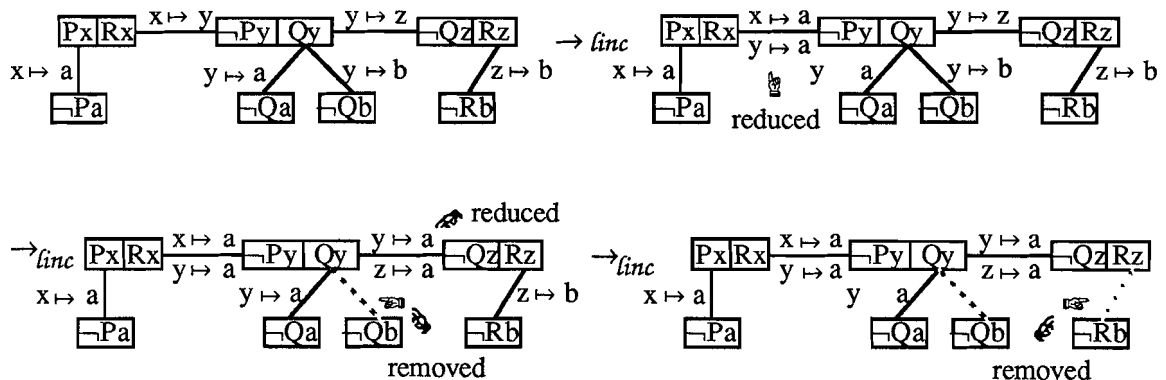 x ↦ y y ↦ z x ↦ a y ↦ z
Px Rx ¬Py Qy ¬Qz Rz →linc Px Rx y ↦ a ¬Py Qy ¬Qz Rz
x ↦ a y ↦ a y ↦ b z ↦ b x ↦ a y a y ↦ b z ↦ b
¬Pa ¬Qa ¬Qb ¬Rb ¬Pa reduced ¬Qa ¬Qb ¬Rb
reduced
x ↦ a y ↦ a x ↦ a y ↦ a
→linc Px Rx y ↦ a ¬Py Qy z ↦ a ¬Qz Rz →linc Px Rx y ↦ a ¬Py Qy z ↦ a ¬Qz Rz
x ↦ a y ↦ a z ↦ b x ↦ a y a
¬Pa ¬Qa ¬Qb ¬Rb ¬Pa ¬Qa ¬Qb ¬Rb
removed removed